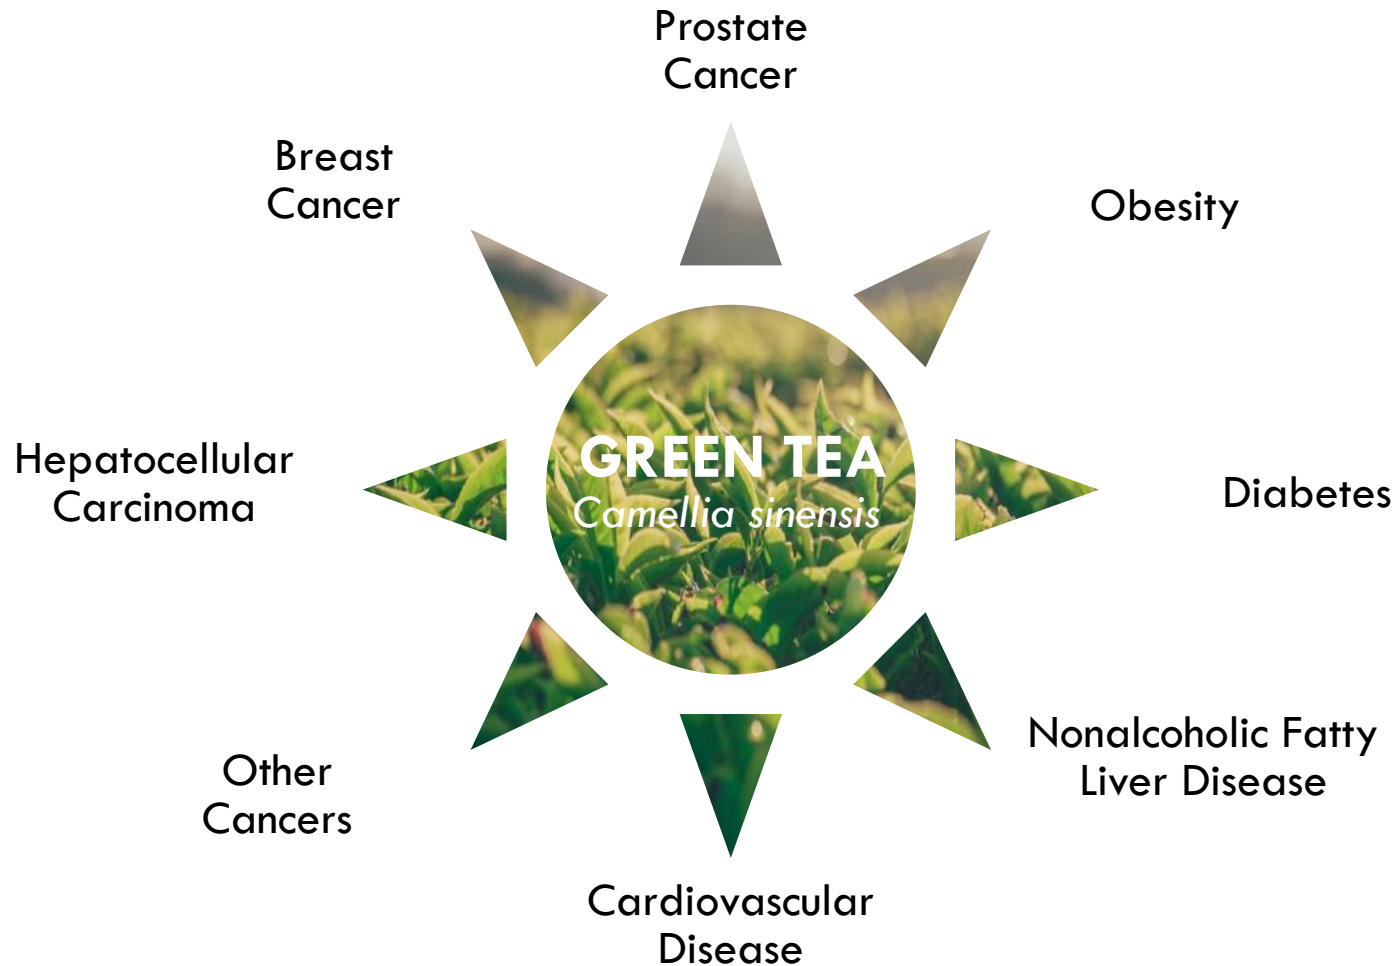 Prostate
Cancer
Breast
Cancer
Obesity
GREEN TEA
Camellia sinensis
Hepatocellular
Carcinoma
Diabetes
Nonalcoholic Fatty
Liver Disease
Other
Cancers
Cardiovascular
Disease